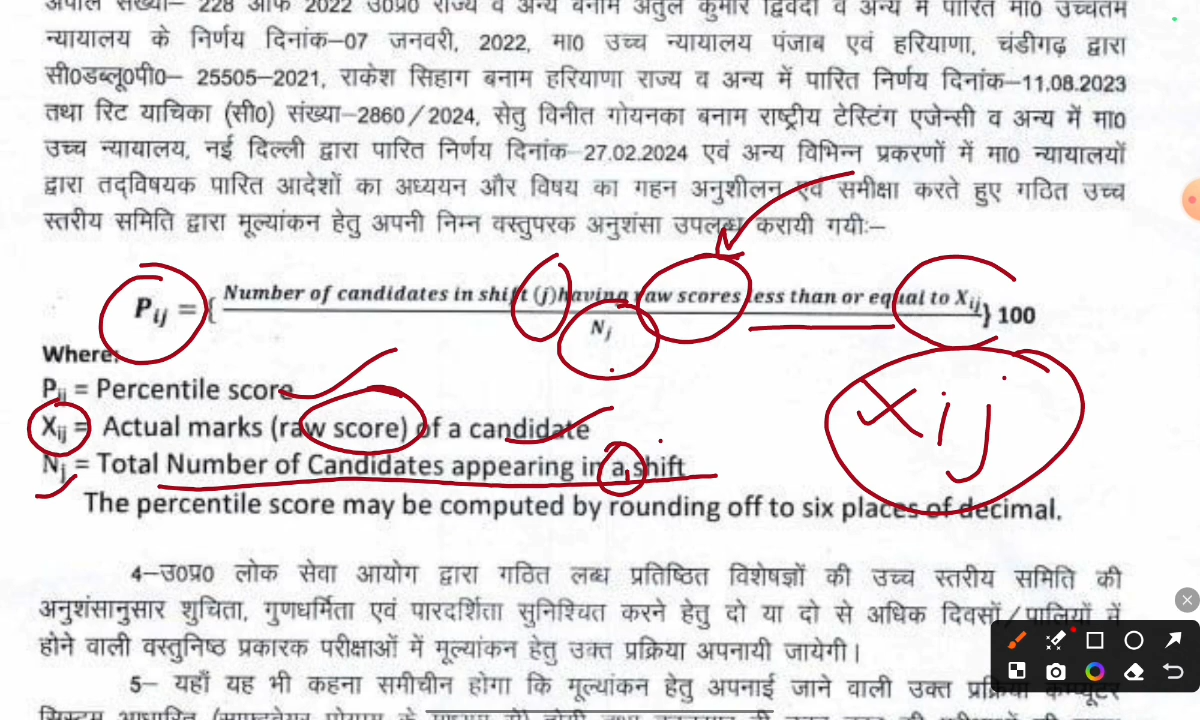 अपील संख्या– 228 ऑफ 2022 उ0प्र0 राज्य व अन्य बनाम अतुल कुमार द्विवेदी व अन्य में पारित मा0 उच्चतम
न्यायालय के निर्णय दिनांक–07 जनवरी, 2022, मा0 उच्च न्यायालय पंजाब एवं हरियाणा, चंडीगढ़ द्वारा
सी0डब्लू0पी0– 25505–2021, राकेश सिहाग बनाम हरियाणा राज्य व अन्य में पारित निर्णय दिनांक–11.08.2023
तथा रिट याचिका (सी0) संख्या–2860/2024, सेतु विनीत गोयनका बनाम राष्ट्रीय टेस्टिंग एजेन्सी व अन्य में मा0
उच्च न्यायालय, नई दिल्ली द्वारा पारित निर्णय दिनांक–27.02.2024 एवं अन्य विभिन्न प्रकरणों में मा0 न्यायालयों
द्वारा तद्विषयक पारित आदेशों का अध्ययन और विषय का गहन अनुशीलन एवं समीक्षा करते हुए गठित उच्च
स्तरीय समिति द्वारा मूल्यांकन हेतु अपनी निम्न वस्तुपरक अनुशंसा उपलब्ध करायी गयीः–
Number of candidates in shift (j)having raw scores less than or equal to Xij
Pij = { } 100
Nj
Where:
Pij = Percentile score
Xij = Actual marks (raw score) of a candidate
Xij
Nj = Total Number of Candidates appearing in a shift
The percentile score may be computed by rounding off to six places of decimal.
4–उ0प्र0 लोक सेवा आयोग द्वारा गठित लब्ध प्रतिष्ठित विशेषज्ञों की उच्च स्तरीय समिति की
अनुशंसानुसार शुचिता, गुणधर्मिता एवं पारदर्शिता सुनिश्चित करने हेतु दो या दो से अधिक दिवसों/पालियों में
होने वाली वस्तुनिष्ठ प्रकारक परीक्षाओं में मूल्यांकन हेतु उक्त प्रक्रिया अपनायी जायेगी।
5– यहाँ यह भी कहना समीचीन होगा कि मूल्यांकन हेतु अपनाई जाने वाली उक्त प्रक्रिया कम्प्यूटर